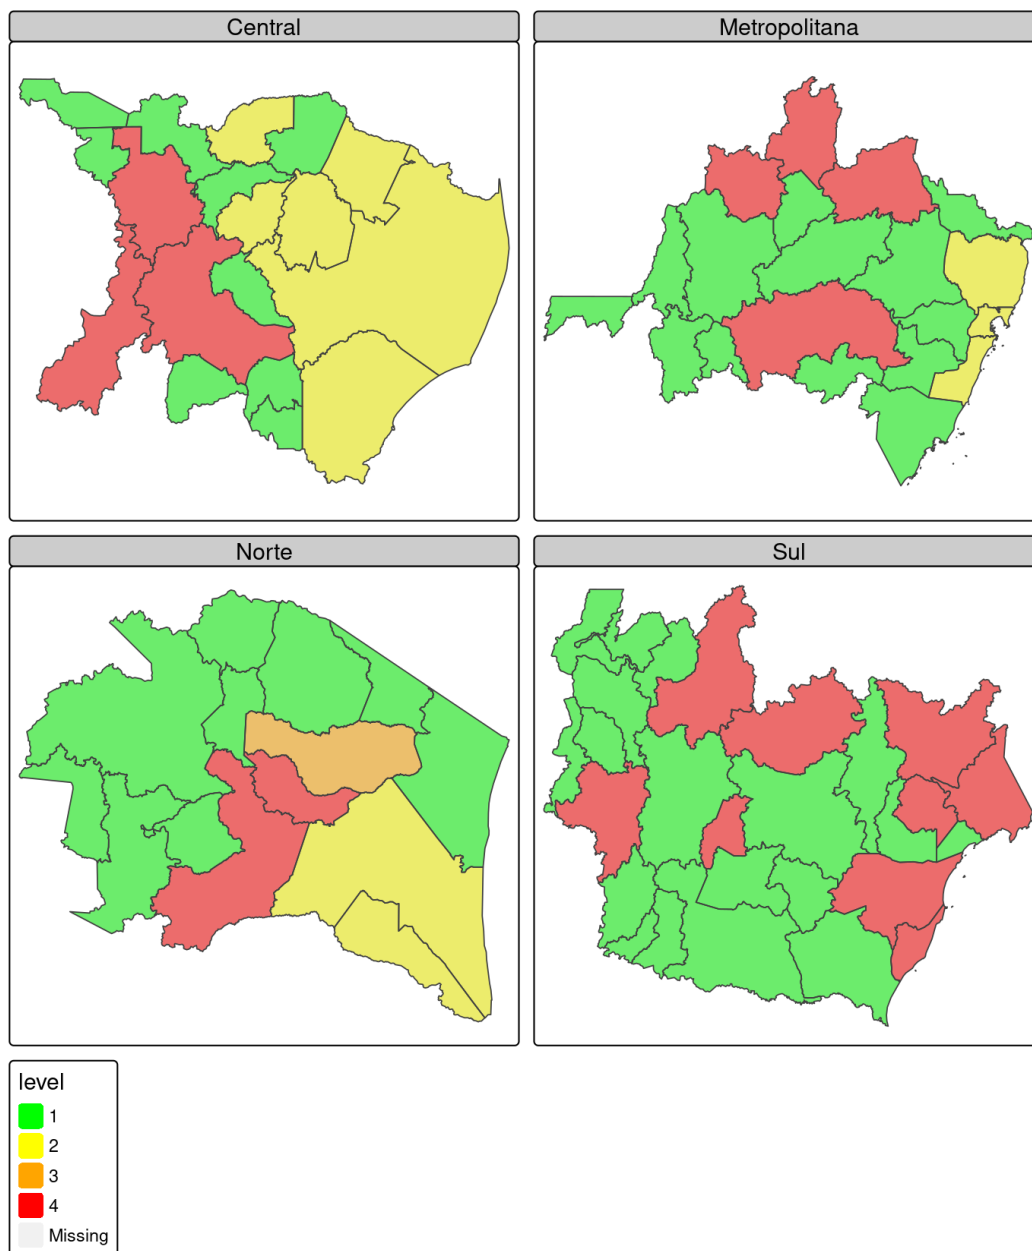 Central
Metropolitana
Norte
Sul
level
1
2
3
4
Missing